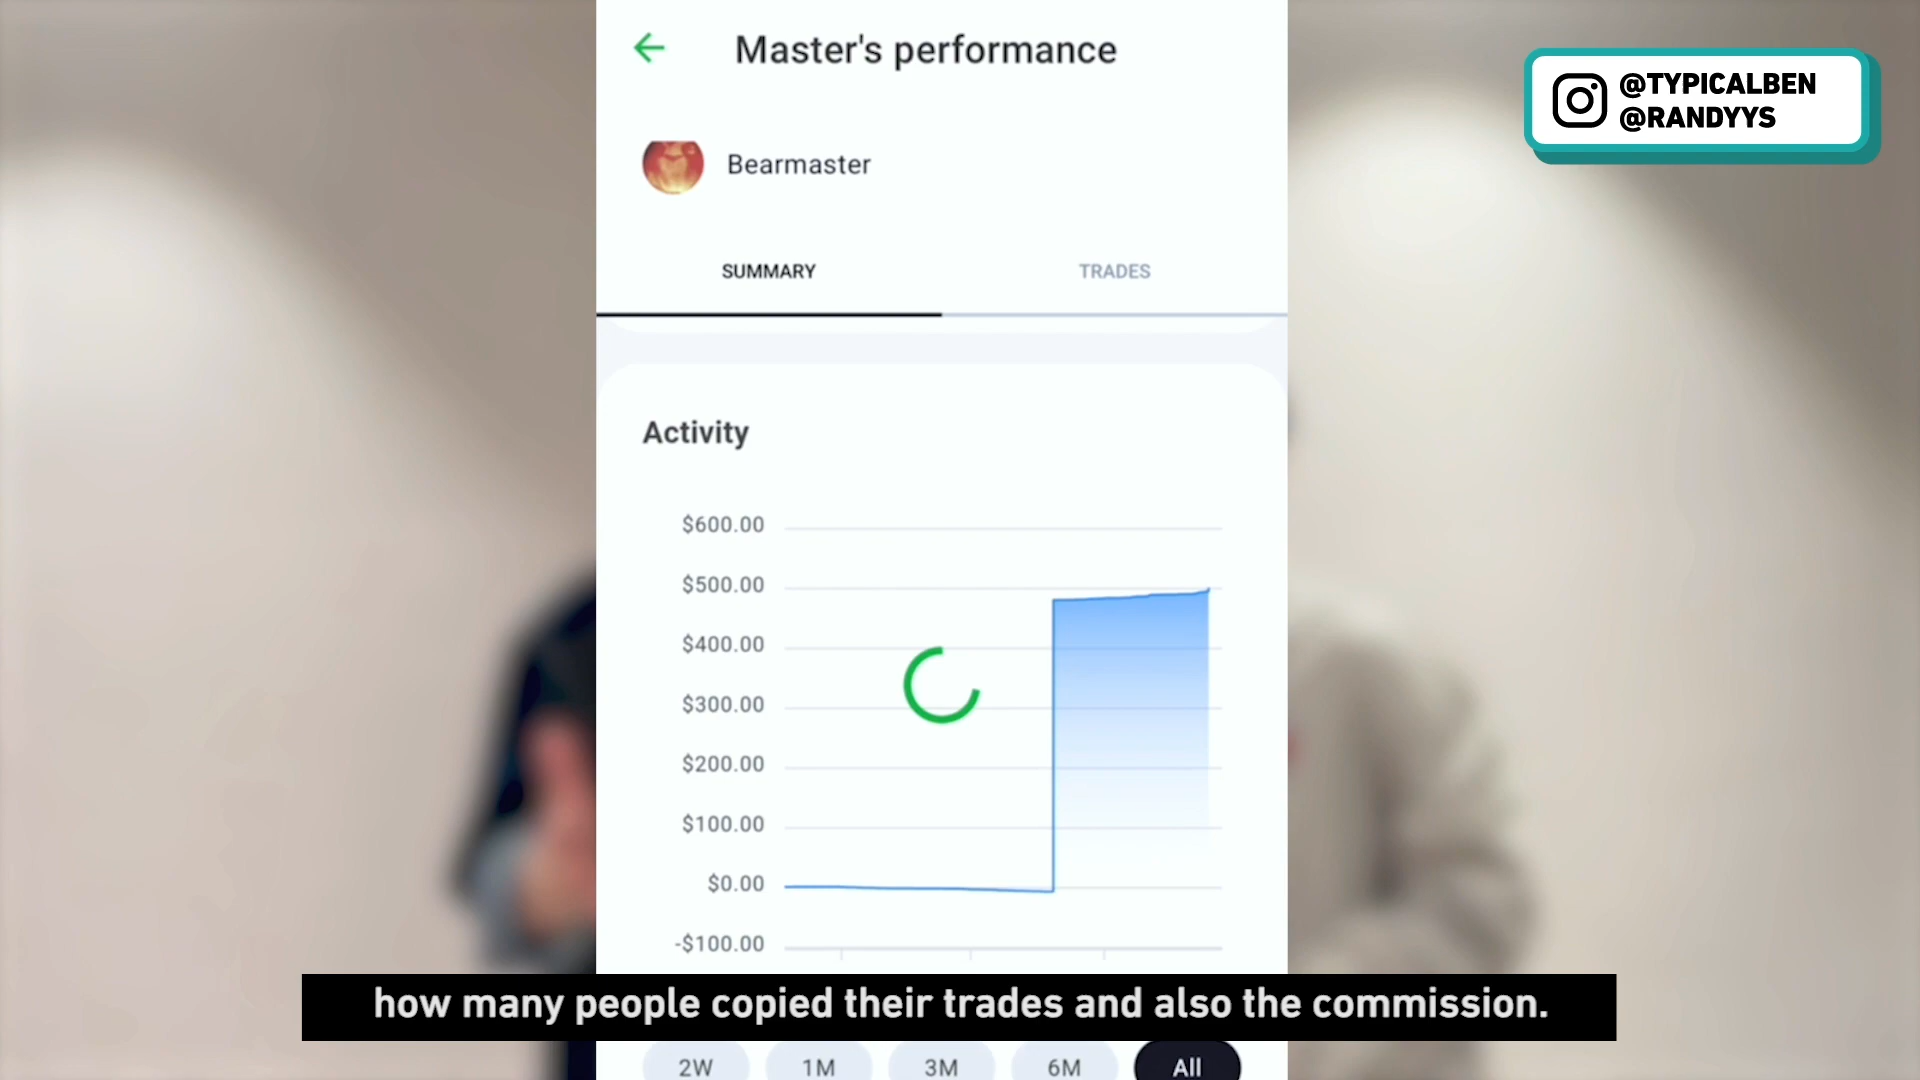 Master's performance
@TYPICALBEN
@RANDYYS
Bearmaster
SUMMARY
TRADES
Activity
$600.00
$500.00
$400.00
$300.00
$200.00
$100.00
$0.00
-$100.00
how many people copied their trades and also the commission.
2W
1M
3M
6M
All